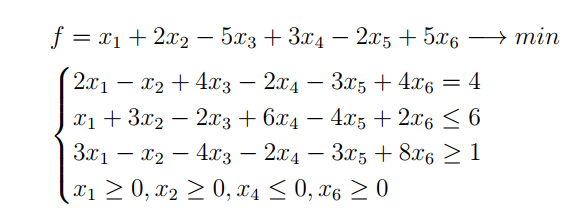 f = x₁ + 2x₂ − 5x₃ + 3x₄ − 2x₅ + 5x₆ ⟶ min
2x₁ − x₂ + 4x₃ − 2x₄ − 3x₅ + 4x₆ = 4
x₁ + 3x₂ − 2x₃ + 6x₄ − 4x₅ + 2x₆ ≤ 6
3x₁ − x₂ − 4x₃ − 2x₄ − 3x₅ + 8x₆ ≥ 1
x₁ ≥ 0, x₂ ≥ 0, x₄ ≤ 0, x₆ ≥ 0